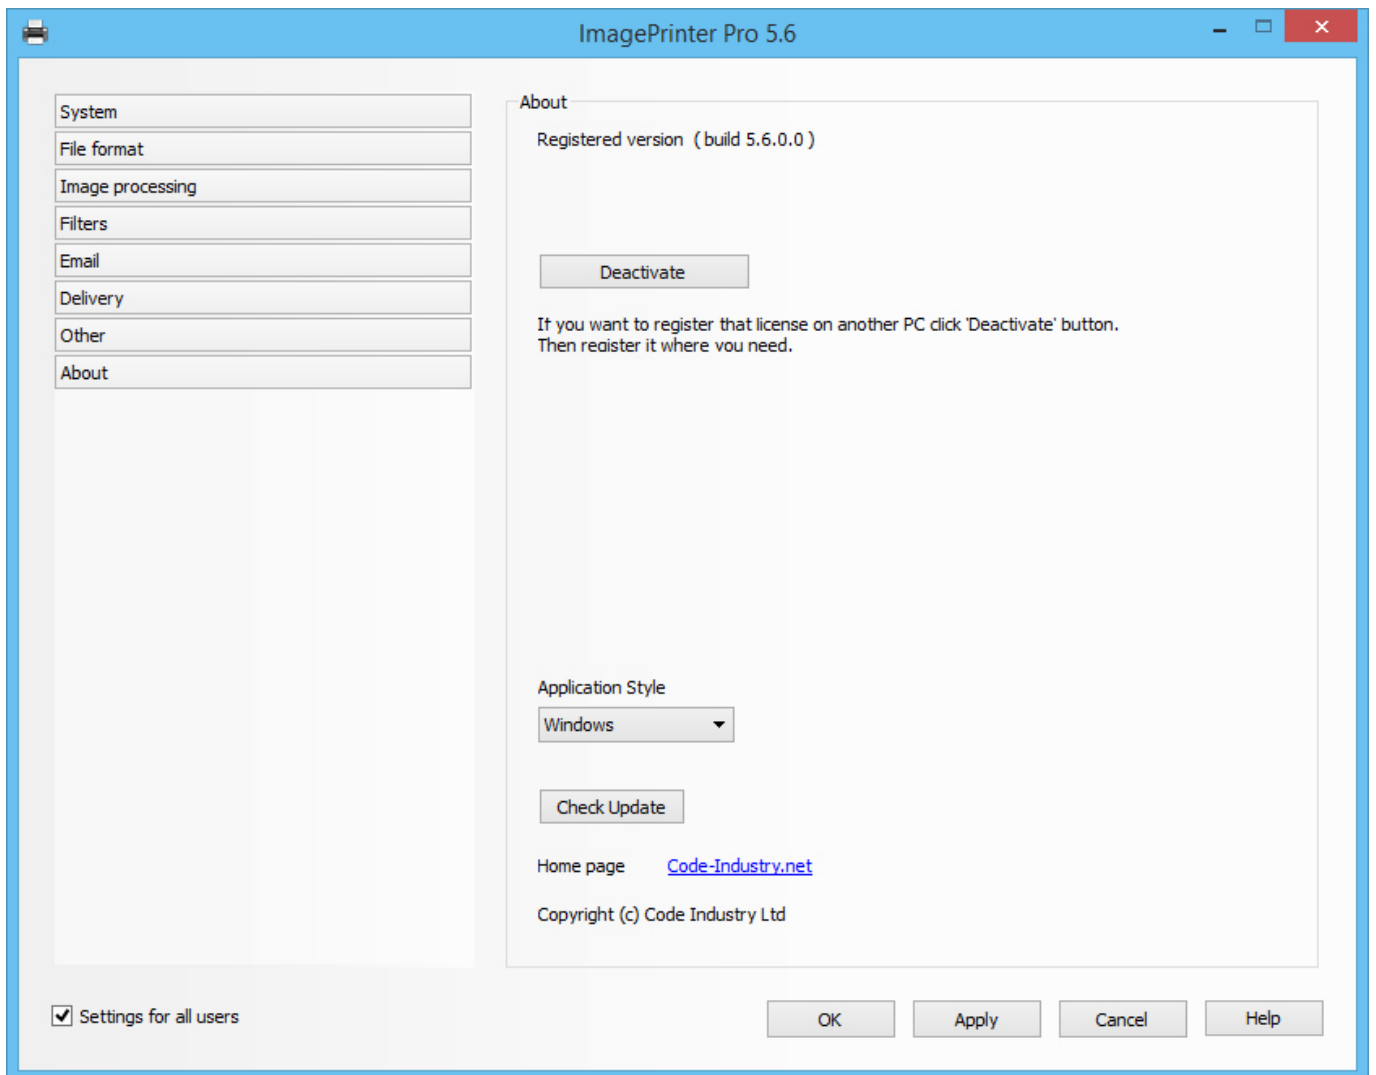 ImagePrinter Pro 5.6
System
File format
Image processing
Filters
Email
Delivery
Other
About
About
Registered version ( build 5.6.0.0 )
Deactivate
If you want to register that license on another PC click 'Deactivate' button.
Then register it where you need.
Application Style
Windows
Check Update
Home page Code-Industry.net
Copyright (c) Code Industry Ltd
Settings for all users
OK Apply Cancel Help